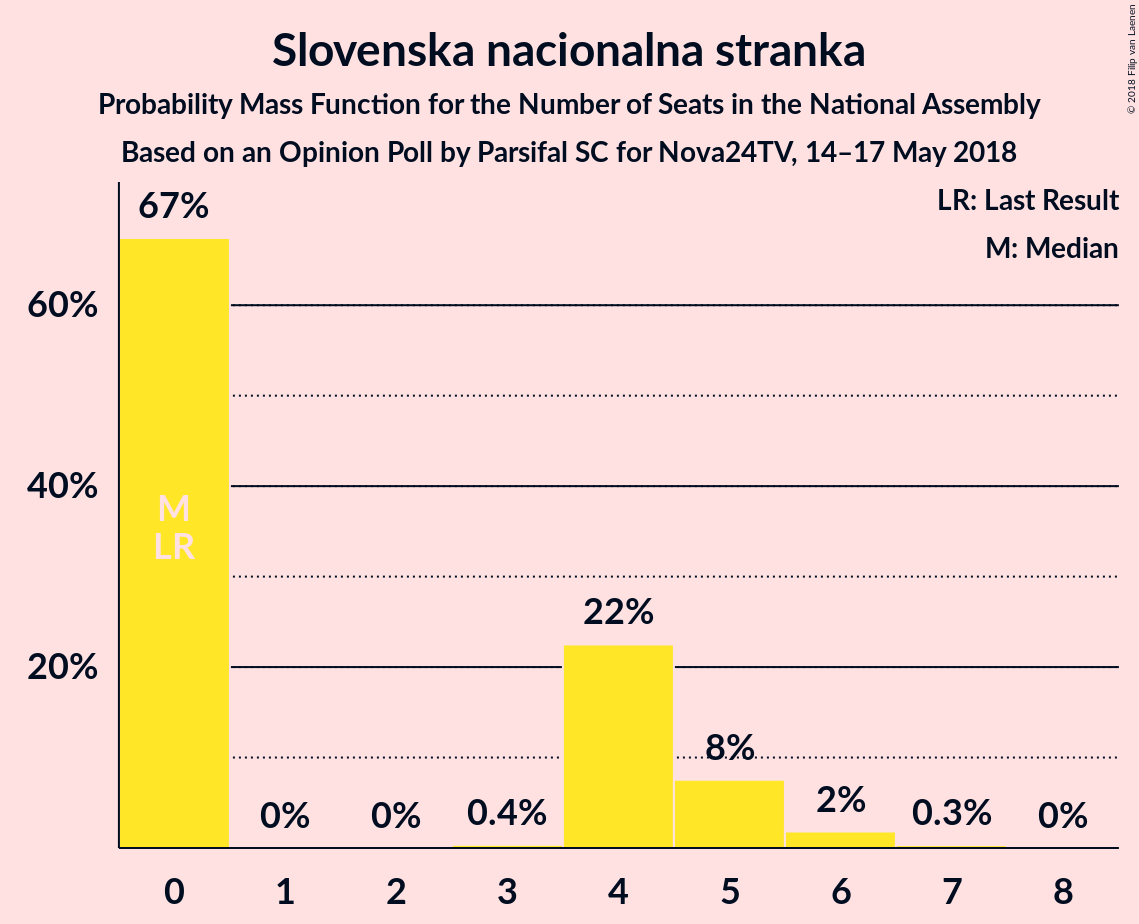 Slovenska nacionalna stranka
Probability Mass Function for the Number of Seats in the National Assembly
Based on an Opinion Poll by Parsifal SC for Nova24TV, 14–17 May 2018
© 2018 Filip van Laenen
LR: Last Result
M: Median
67%
60%
40%
20%
M
LR
0%
0%
0.4%
22%
8%
2%
0.3%
0%
0 1 2 3 4 5 6 7 8